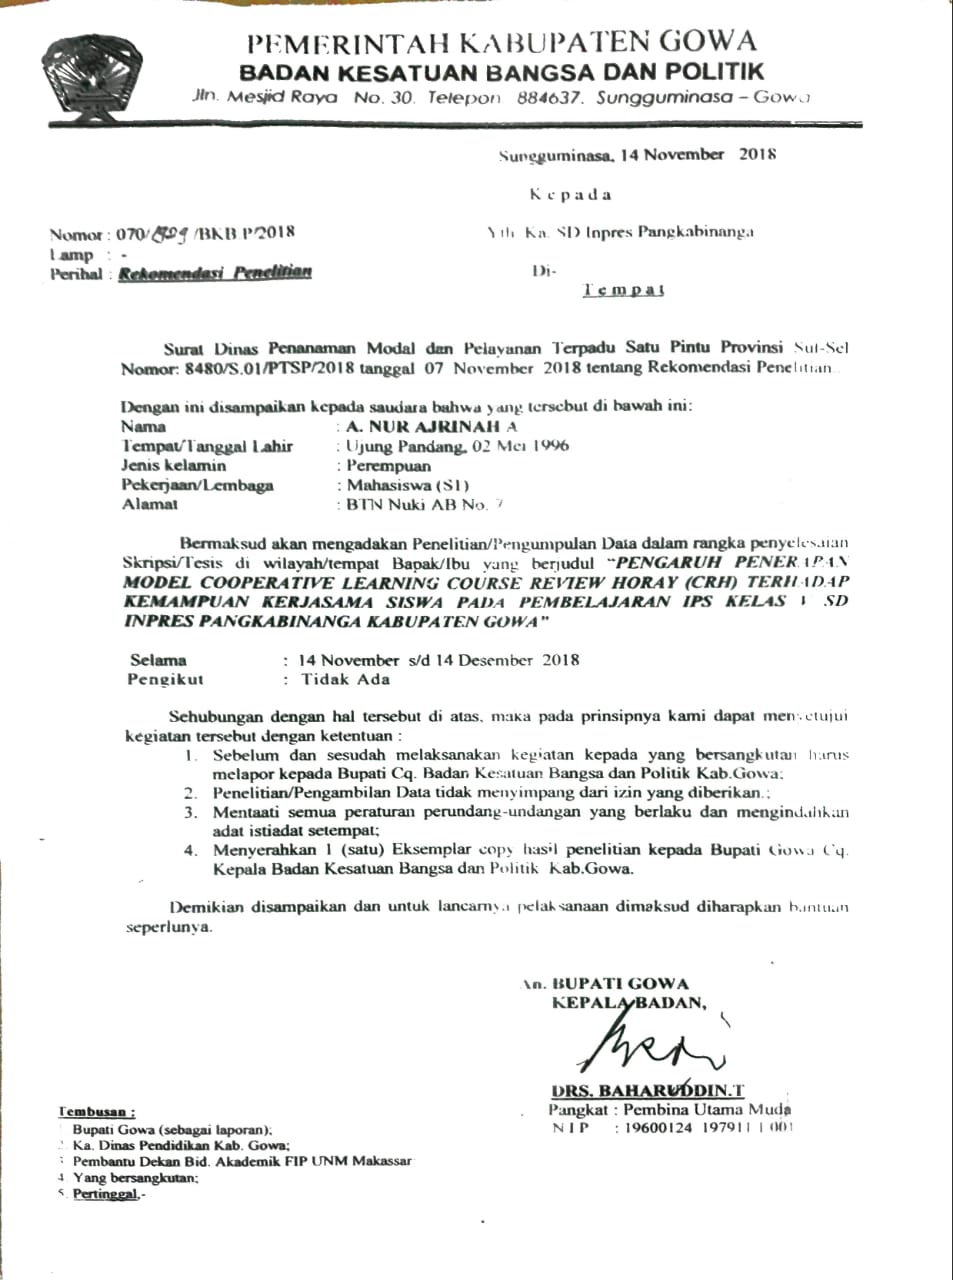 PEMERINTAH KABUPATEN GOWA
BADAN KESATUAN BANGSA DAN POLITIK
Jln. Mesjid Raya No. 30. Telepon 884637. Sungguminasa – Gowa
Sungguminasa, 14 November 2018
Kepada
Nomor : 070/ /BKB.P/2018
Yth. Ka. SD Inpres Pangkabinanga
Lamp : -
Perihal : Rekomendasi Penelitian
Di-
Tempat
Surat Dinas Penanaman Modal dan Pelayanan Terpadu Satu Pintu Provinsi Sul-Sel
Nomor: 8480/S.01/PTSP/2018 tanggal 07 November 2018 tentang Rekomendasi Penelitian.
Dengan ini disampaikan kepada saudara bahwa yang tersebut di bawah ini:
Nama : A. NUR AJRINAH A
Tempat/Tanggal Lahir : Ujung Pandang, 02 Mei 1996
Jenis kelamin : Perempuan
Pekerjaan/Lembaga : Mahasiswa (S1)
Alamat : BTN Nuki AB No. 7
Bermaksud akan mengadakan Penelitian/Pengumpulan Data dalam rangka penyelesaian
Skripsi/Tesis di wilayah/tempat Bapak/Ibu yang berjudul "PENGARUH PENERAPAN
MODEL COOPERATIVE LEARNING COURSE REVIEW HORAY (CRH) TERHADAP
KEMAMPUAN KERJASAMA SISWA PADA PEMBELAJARAN IPS KELAS SD
INPRES PANGKABINANGA KABUPATEN GOWA"
Selama : 14 November s/d 14 Desember 2018
Pengikut : Tidak Ada
Sehubungan dengan hal tersebut di atas, maka pada prinsipnya kami dapat menyetujui
kegiatan tersebut dengan ketentuan :
1. Sebelum dan sesudah melaksanakan kegiatan kepada yang bersangkutan harus
melapor kepada Bupati Cq. Badan Kesatuan Bangsa dan Politik Kab.Gowa;
2. Penelitian/Pengambilan Data tidak menyimpang dari izin yang diberikan.;
3. Mentaati semua peraturan perundang-undangan yang berlaku dan mengindahkan
adat istiadat setempat;
4. Menyerahkan 1 (satu) Eksemplar copy hasil penelitian kepada Bupati Gowa Cq.
Kepala Badan Kesatuan Bangsa dan Politik Kab.Gowa.
Demikian disampaikan dan untuk lancarnya pelaksanaan dimaksud diharapkan bantuan
seperlunya.
An. BUPATI GOWA
KEPALA BADAN,
DRS. BAHARUDDIN.T
Pangkat : Pembina Utama Muda
NIP : 19600124 197911 1 001
Tembusan :
Bupati Gowa (sebagai laporan);
2. Ka. Dinas Pendidikan Kab. Gowa;
3. Pembantu Dekan Bid. Akademik FIP UNM Makassar
4. Yang bersangkutan;
5. Pertinggal,-